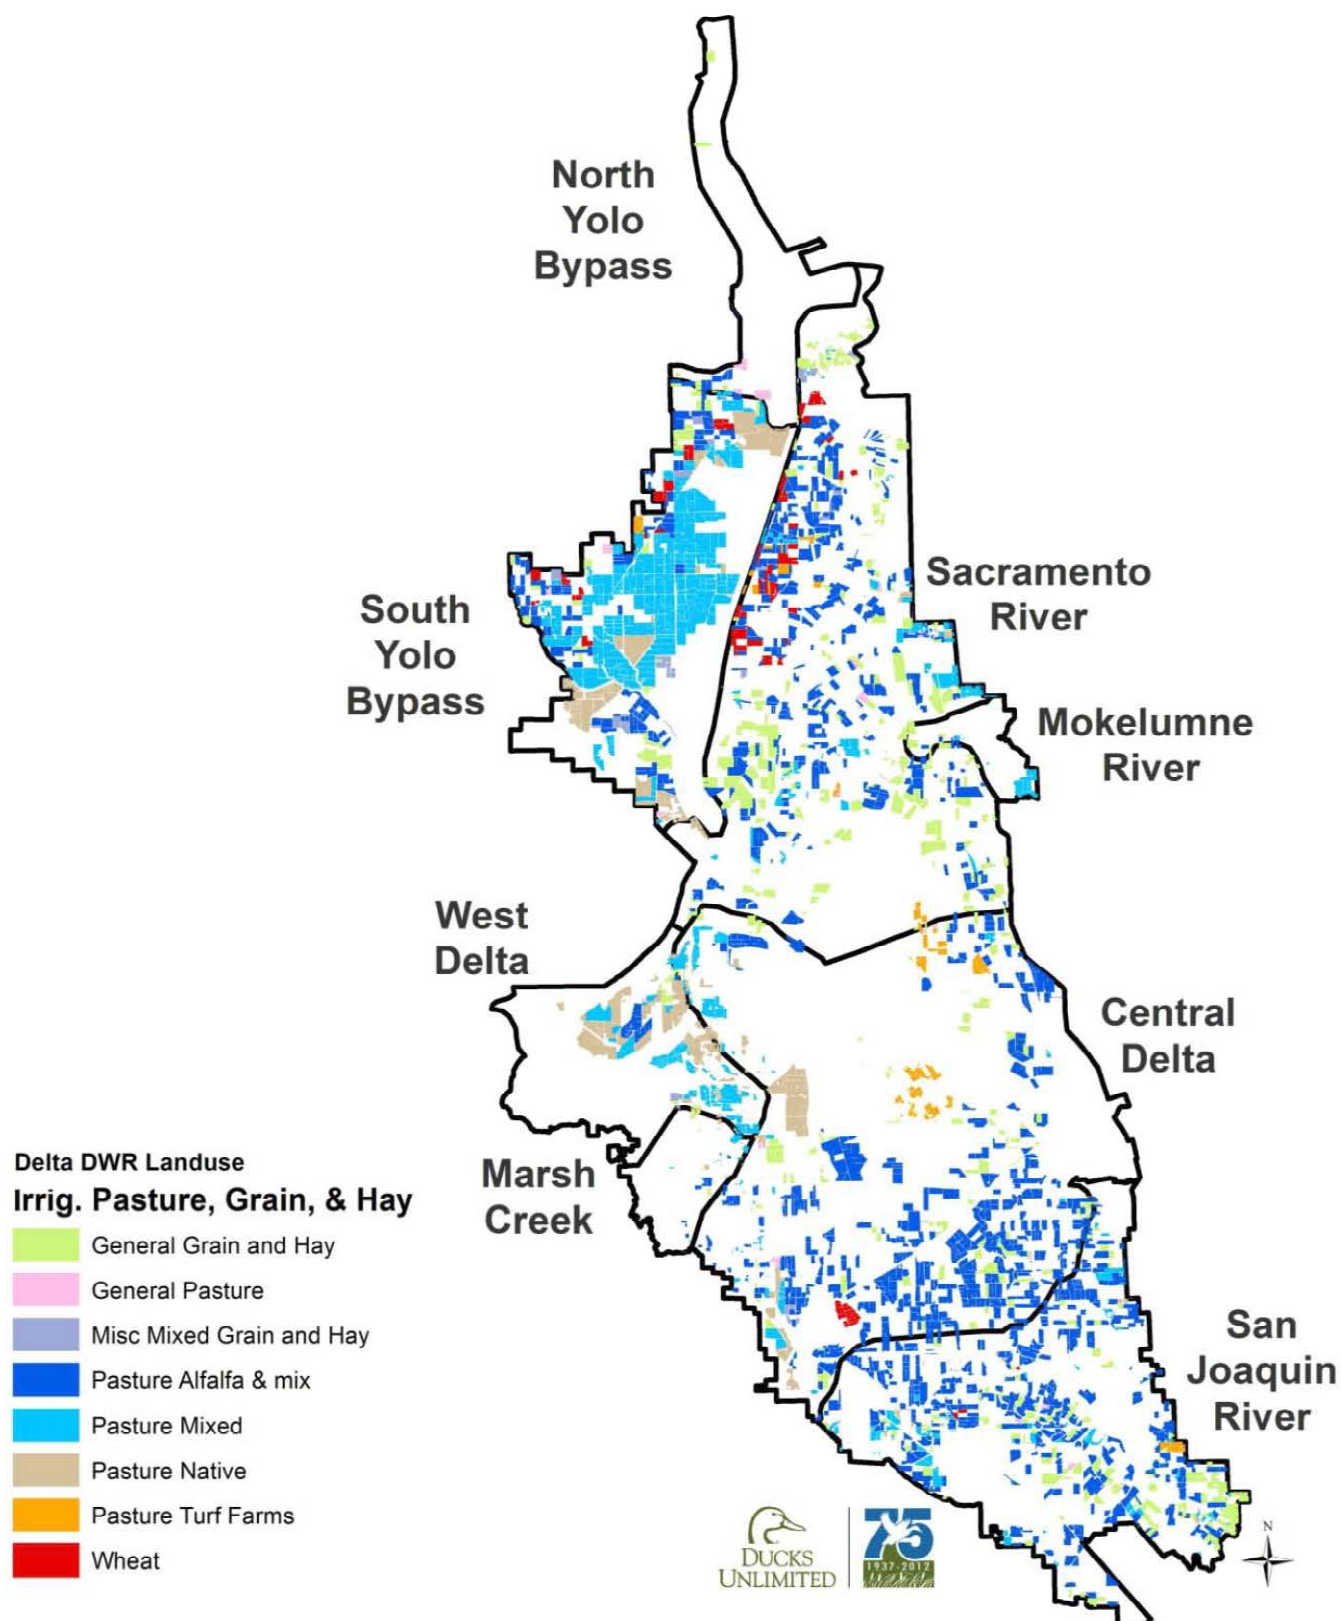 North
Yolo
Bypass
Sacramento
River
South
Yolo
Bypass
Mokelumne
River
West
Delta
Central
Delta
Marsh
Creek
San
Joaquin
River
Delta DWR Landuse
Irrig. Pasture, Grain, & Hay
General Grain and Hay
General Pasture
Misc Mixed Grain and Hay
Pasture Alfalfa & mix
Pasture Mixed
Pasture Native
Pasture Turf Farms
Wheat
DUCKS
UNLIMITED
75
1937-2012
N